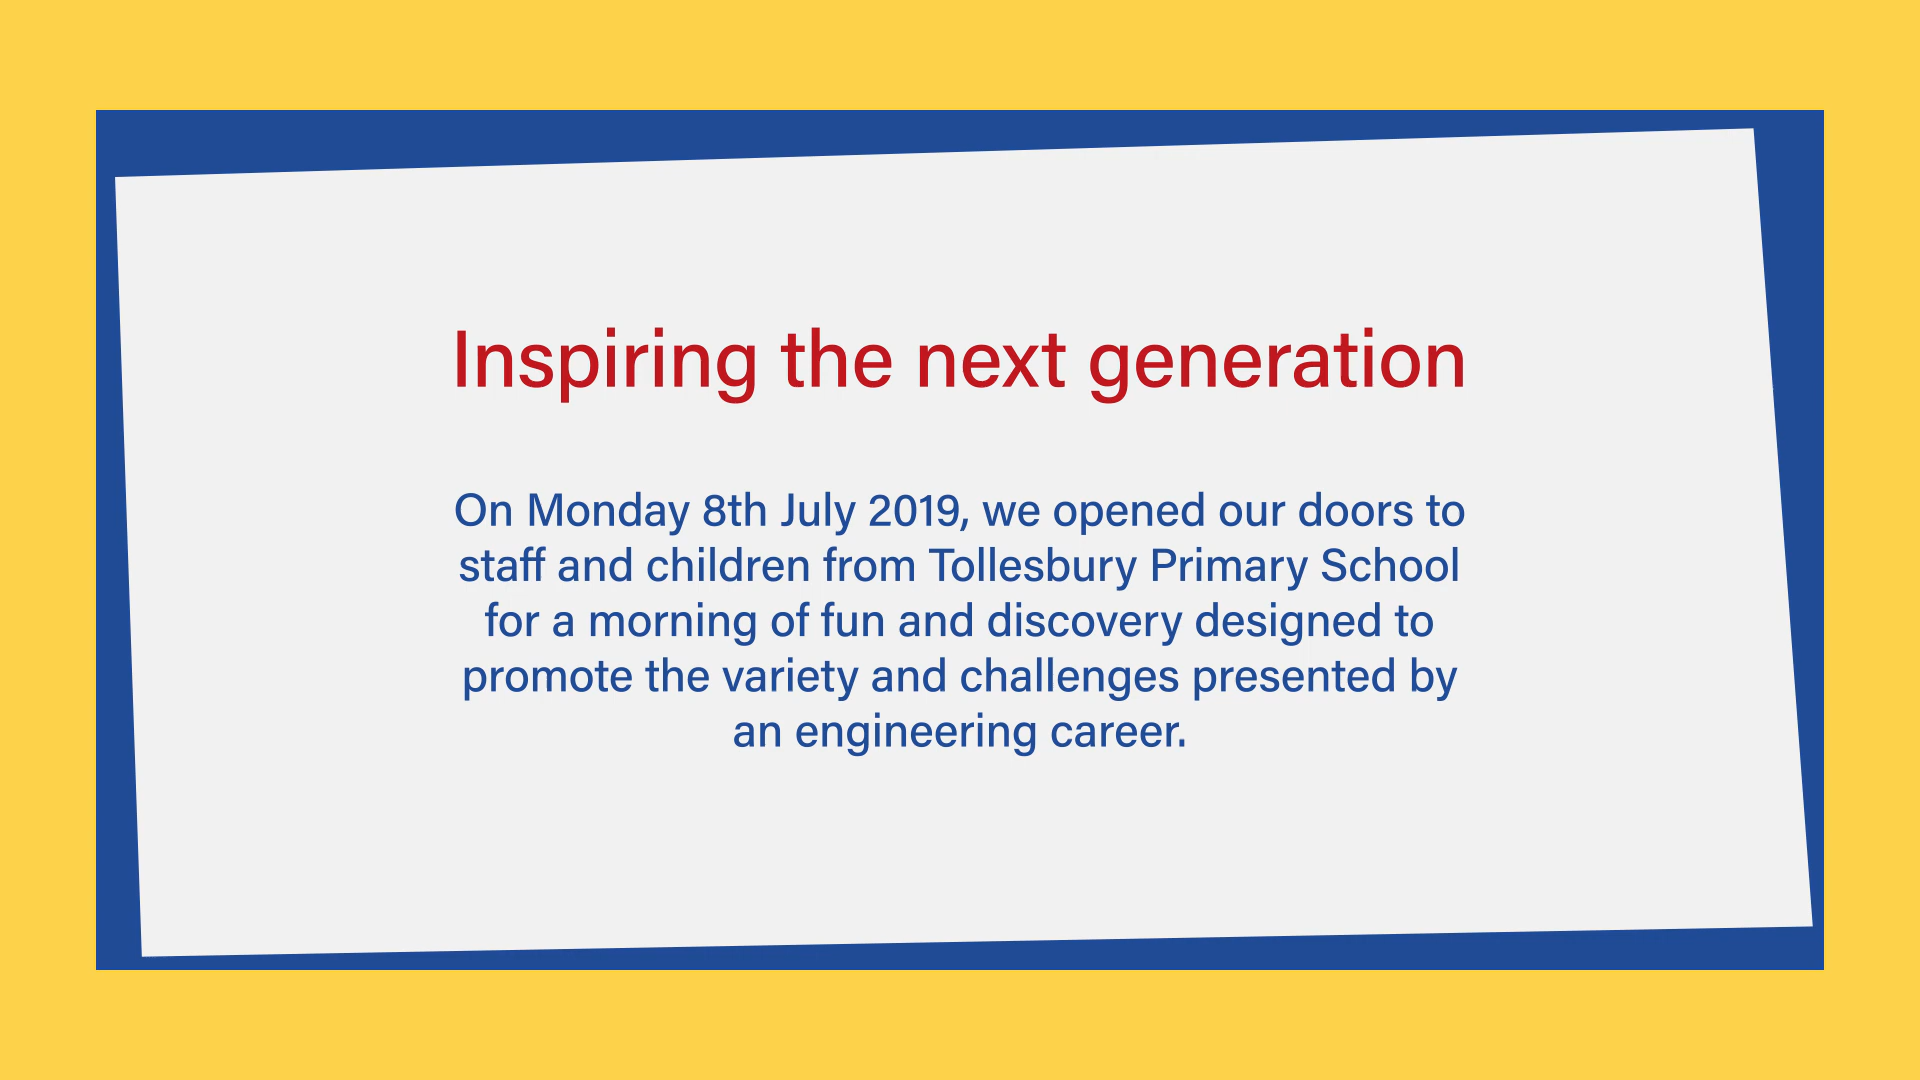 Inspiring the next generation
On Monday 8th July 2019, we opened our doors to
staff and children from Tollesbury Primary School
for a morning of fun and discovery designed to
promote the variety and challenges presented by
an engineering career.